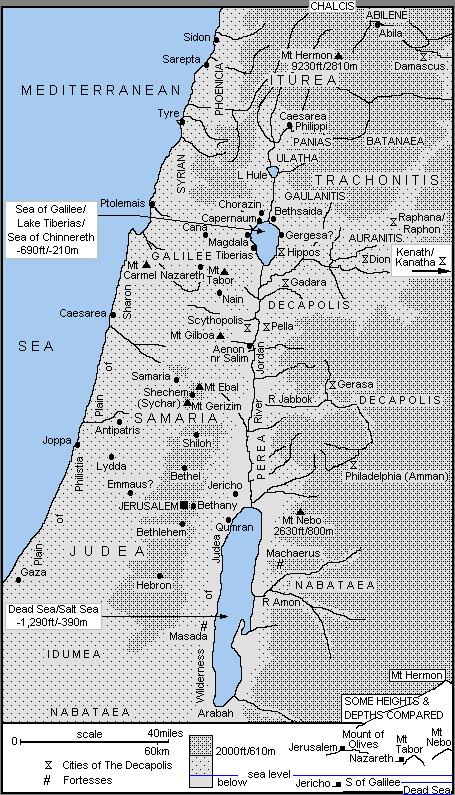 CHALCIS
ABILENE
Abila
Sidon
Mt Hermon
9230ft/2810m
Damascus
Sarepta
ITUREA
PHOENICIA
MEDITERRANEAN
Tyre
Caesarea
Philippi
PANIAS
BATANAEA
SYRIAN
ULATHA
L Hule
TRACHONITIS
GAULANITIS
Ptolemais
Sea of Galilee/
Lake Tiberias/
Sea of Chinnereth
-690ft/-210m
Chorazin
Bethsaida
Capernaum
Raphana/
Raphon
Cana
Gergesa?
AURANITIS
Magdala
Hippos
Kenath/
Kanatha
GALILEE
Tiberias
Dion
Mt
Carmel
Nazareth
Mt
Tabor
Gadara
Nain
Sharon
DECAPOLIS
Caesarea
Scythopolis
Pella
SEA
Mt Gilboa
Aenon
nr Salim
Jordan
of
Samaria
Mt Ebal
Gerasa
Shechem
(Sychar)
Mt Gerizim
R Jabbok
DECAPOLIS
Plain
SAMARIA
River
Antipatris
Joppa
Shiloh
PEREA
Lydda
Philistia
Bethel
Philadelphia (Amman)
Emmaus?
Jericho
JERUSALEM
Bethany
of
Mt Nebo
2630ft/800m
Qumran
Bethlehem
Plain
JUDEA
Judea
Machaerus
Gaza
Hebron
NABATAEA
of
R Arnon
Dead Sea/Salt Sea
-1,290ft/-390m
Masada
IDUMEA
Wilderness
Mt Hermon
NABATAEA
Arabah
SOME HEIGHTS &
DEPTHS COMPARED
scale
40miles
0
60km
2000ft/610m
Jerusalem
Mount of
Olives
Mt
Tabor
Mt
Nebo
Cities of The Decapolis
Nazareth
Fortesses
below
sea level
Jericho
S of Galilee
Dead Sea